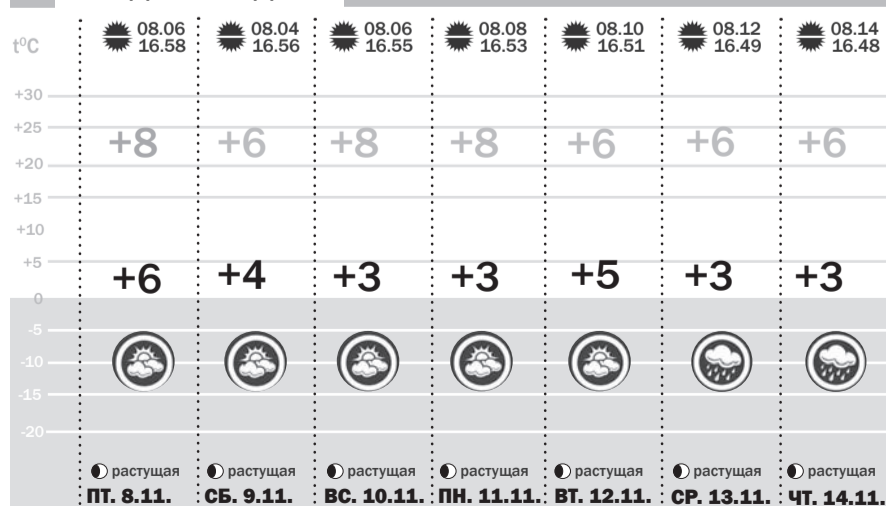 08.06 08.04 08.06 08.08 08.10 08.12 08.14
t⁰C 16.58 16.56 16.55 16.53 16.51 16.49 16.48
+30
+25
+8 +6 +8 +8 +6 +6 +6
+20
+15
+10
+5
+6 +4 +3 +3 +5 +3 +3
0
-5
-10
-15
-20
растущая растущая растущая растущая растущая растущая растущая
ПТ. 8.11. СБ. 9.11. ВС. 10.11. ПН. 11.11. ВТ. 12.11. СР. 13.11. ЧТ. 14.11.